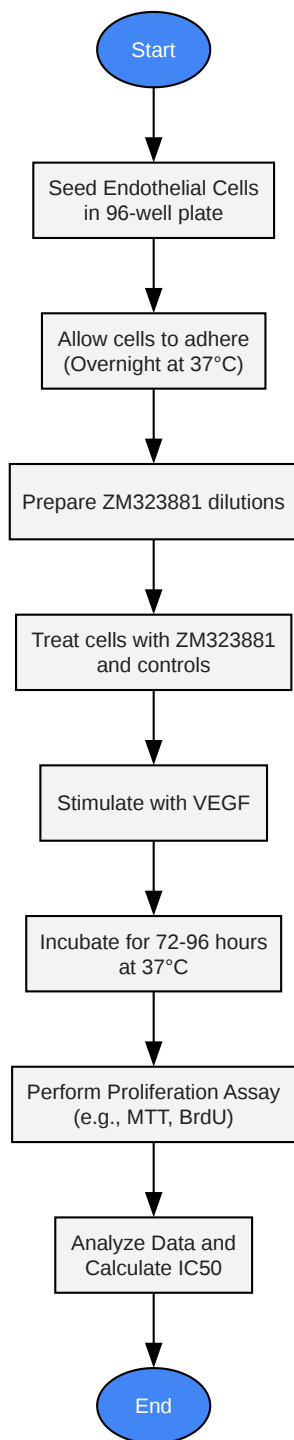 Start
Seed Endothelial Cells
in 96-well plate
Allow cells to adhere
(Overnight at 37°C)
Prepare ZM323881 dilutions
Treat cells with ZM323881
and controls
Stimulate with VEGF
Incubate for 72-96 hours
at 37°C
Perform Proliferation Assay
(e.g., MTT, BrdU)
Analyze Data and
Calculate IC50
End